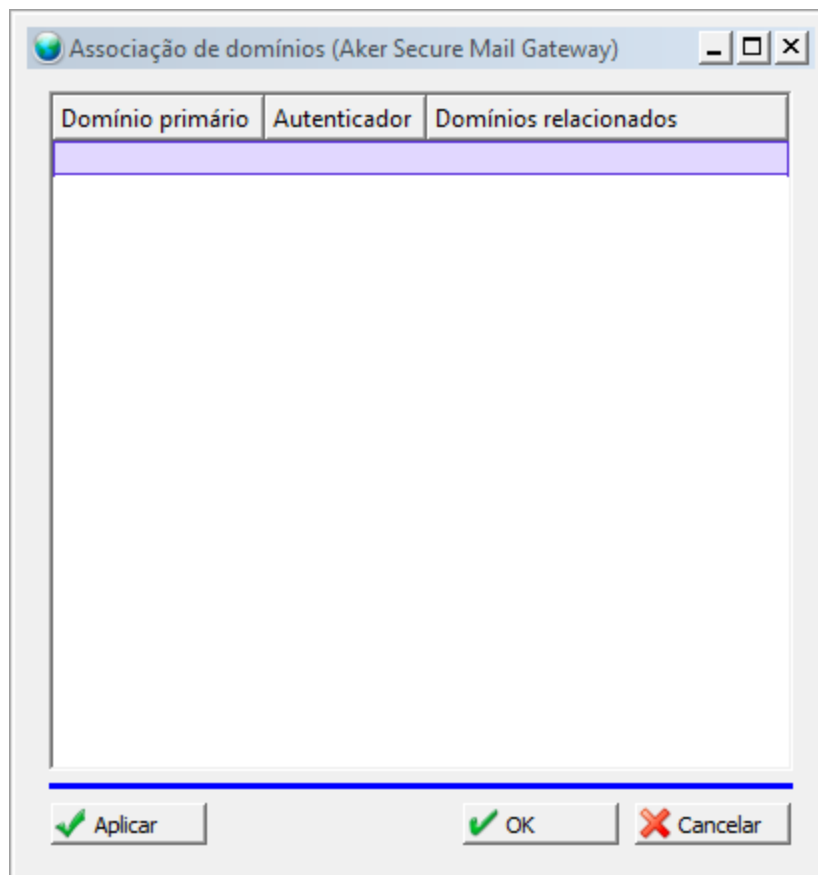 Associação de domínios (Aker Secure Mail Gateway)
Domínio primário Autenticador Domínios relacionados
Aplicar OK Cancelar